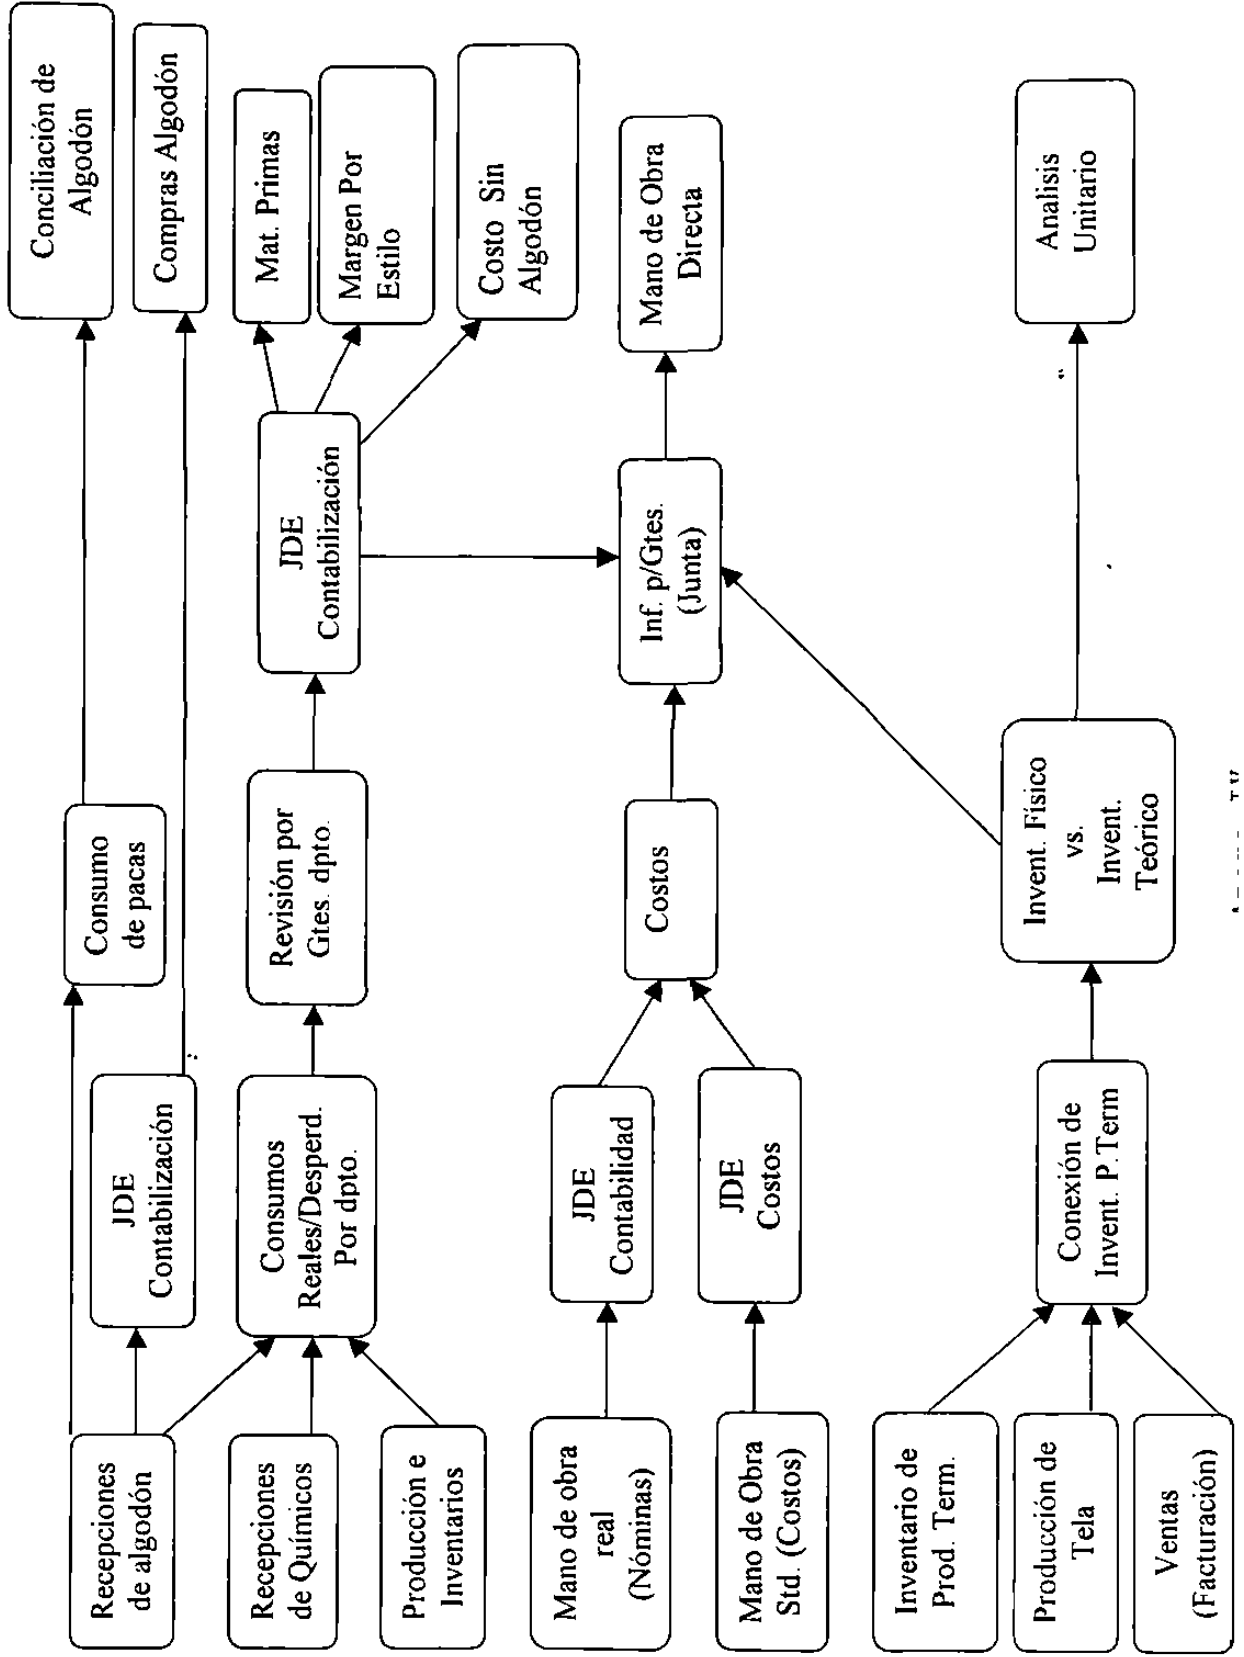 Recepciones
de algodón
JDE
Contabilización
Consumo
de pacas
Conciliación de
Algodón
Compras Algodón
Recepciones
de Químicos
Producción e
Inventarios
Consumos
Reales/Desperd.
Por dpto.
Revisión por
Gtes. dpto.
JDE
Contabilización
Mat. Primas
Margen Por
Estilo
Costo Sin
Algodón
Mano de obra
real
(Nóminas)
Mano de Obra
Std. (Costos)
JDE
Contabilidad
JDE
Costos
Costos
Inf. p/Gtes.
(Junta)
Mano de Obra
Directa
Inventario de
Prod. Term.
Producción de
Tela
Ventas
(Facturación)
Conexión de
Invent. P.Term
Invent. Físico
vs.
Invent.
Teórico
Analisis
Unitario